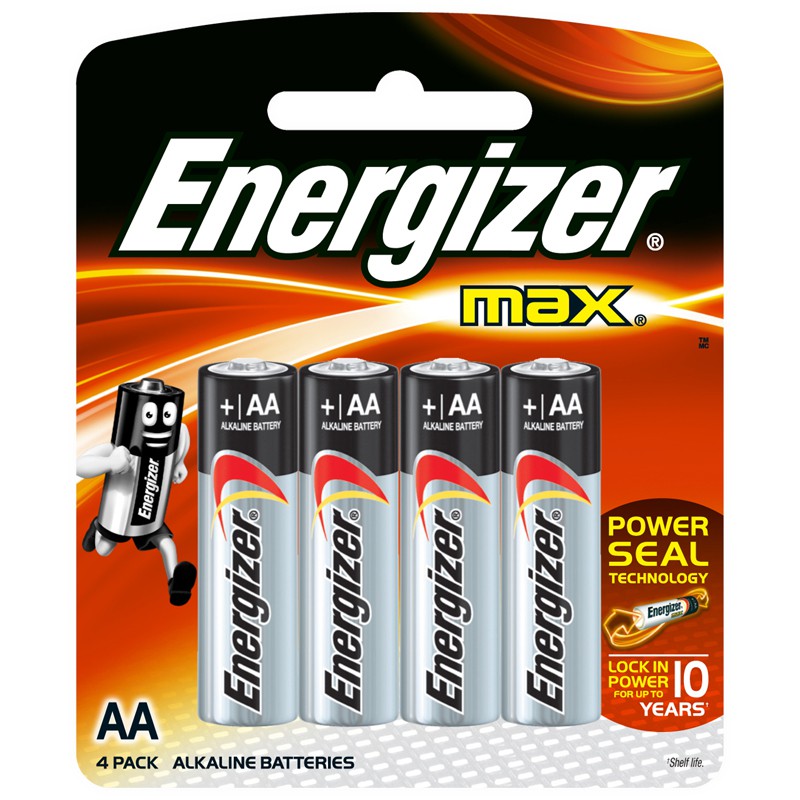 Energizer®
max®
TM
MC
+|AA
ALKALINE BATTERY
+|AA
ALKALINE BATTERY
+|AA
ALKALINE BATTERY
+|AA
ALKALINE BATTERY
Energizer
Energizer®
Energizer®
Energizer®
Energizer®
POWER
SEAL
TECHNOLOGY
Energizer
MAX
LOCK IN
POWER
FOR UP TO
10
YEARS†
AA
4 PACK ALKALINE BATTERIES
†Shelf life.